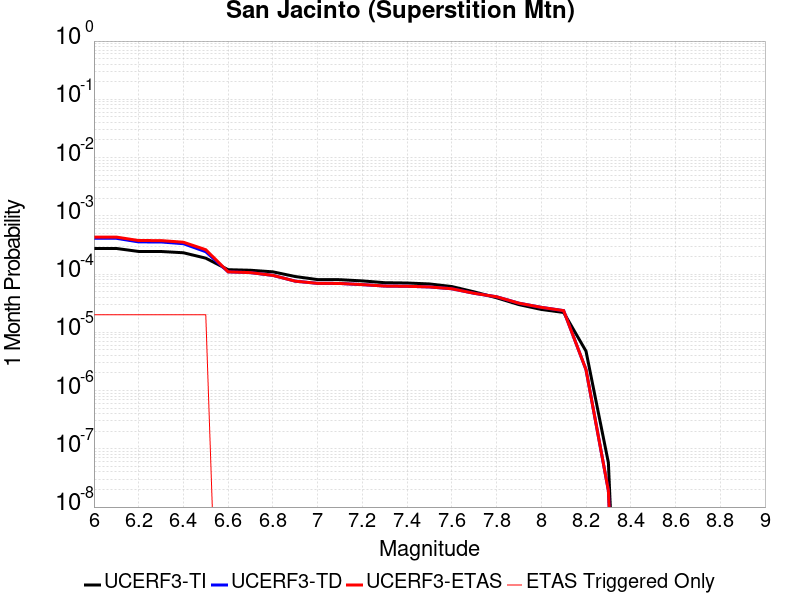 San Jacinto (Superstition Mtn)
10^0
10^-1
10^-2
10^-3
10^-4
10^-5
10^-6
10^-7
10^-8
1 Month Probability
6 6.2 6.4 6.6 6.8 7 7.2 7.4 7.6 7.8 8 8.2 8.4 8.6 8.8 9
Magnitude
UCERF3-TI UCERF3-TD UCERF3-ETAS ETAS Triggered Only